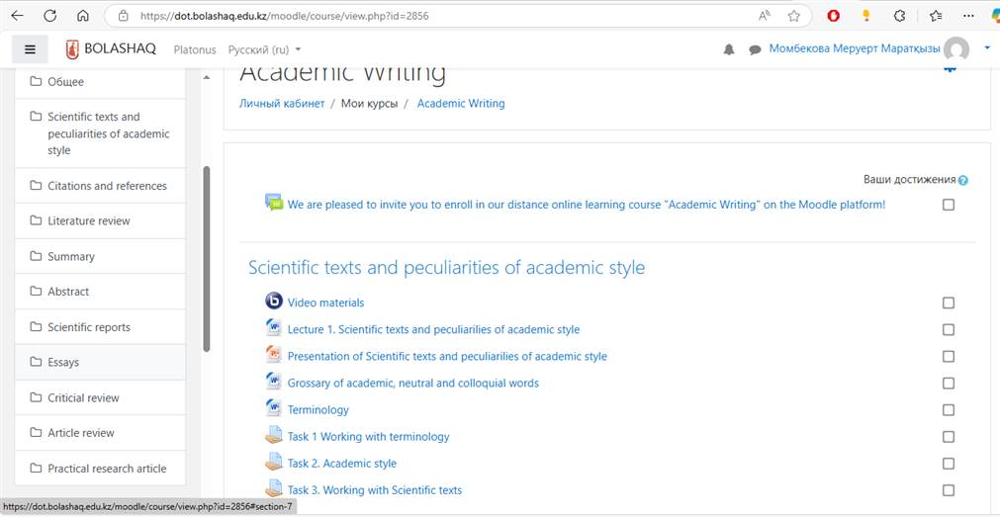 https://dot.bolashaq.edu.kz/moodle/course/view.php?id=2856
BOLASHAQ Platonus Русский (ru) Момбекова Меруерт Маратқызы
Общее
Scientific texts and
peculiarities of academic
style
Citations and references
Literature review
Summary
Abstract
Scientific reports
Essays
Criticial review
Article review
Practical research article
Academic Writing
Личный кабинет / Мои курсы / Academic Writing
Ваши достижения
We are pleased to invite you to enroll in our distance online learning course "Academic Writing" on the Moodle platform!
Scientific texts and peculiarities of academic style
Video materials
Lecture 1. Scientific texts and peculiarilies of academic style
Presentation of Scientific texts and peculiarilies of academic style
Grossary of academic, neutral and colloquial words
Terminology
Task 1 Working with terminology
Task 2. Academic style
Task 3. Working with Scientific texts
https://dot.bolashaq.edu.kz/moodle/course/view.php?id=2856#section-7